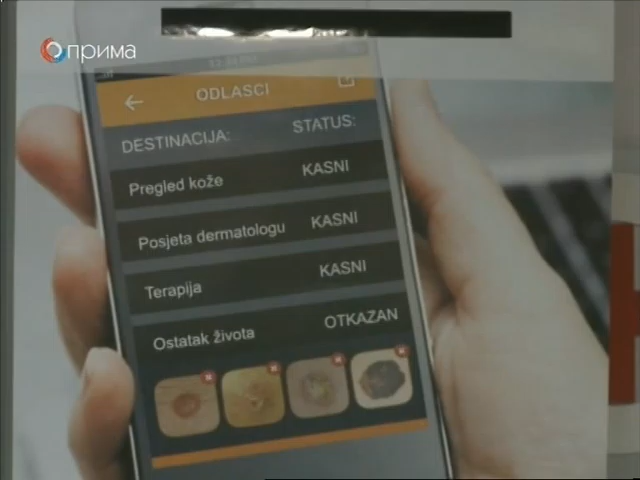 прима
ODLASCI
DESTINACIJA: STATUS:
Pregled kože KASNI
Posjeta dermatologu KASNI
Terapija KASNI
Ostatak života OTKAZAN